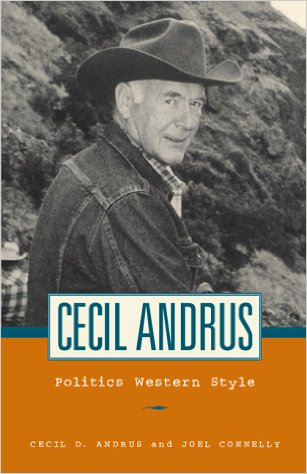 CECIL ANDRUS
Politics Western Style
CECIL D. ANDRUS and JOEL CONNELLY